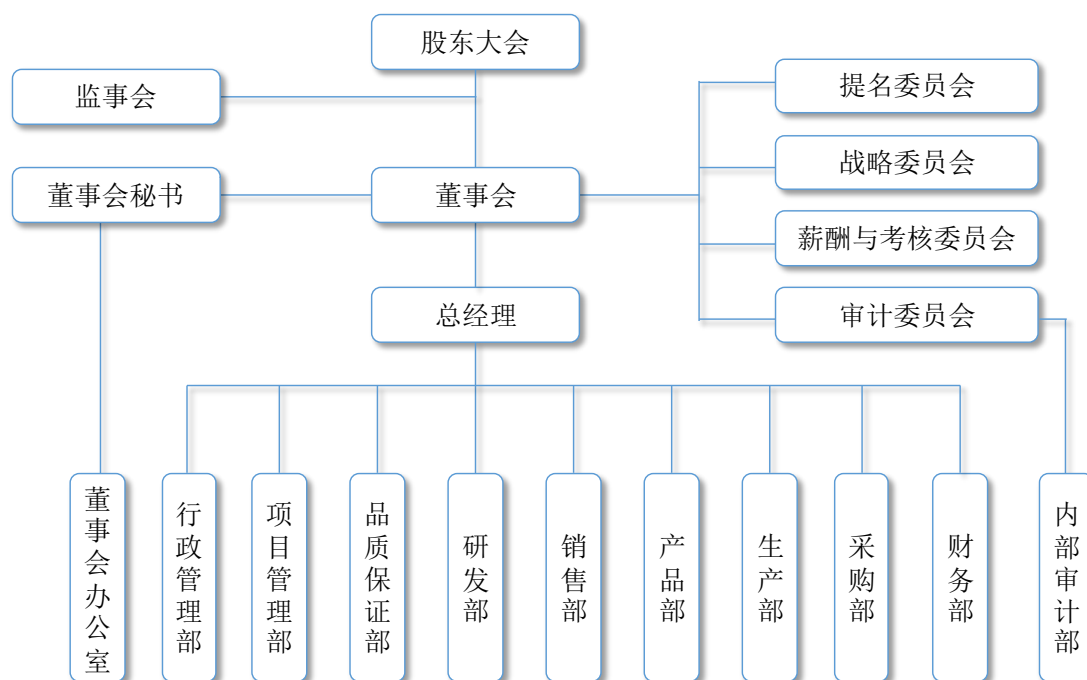 股东大会
监事会
提名委员会
战略委员会
董事会秘书
董事会
薪酬与考核委员会
总经理
审计委员会
董事会办公室
行政管理部
项目管理部
品质保证部
研发部
销售部
产品部
生产部
采购部
财务部
内部审计部